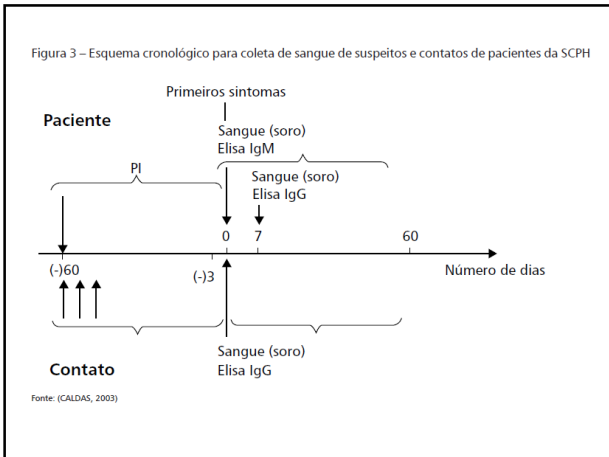 Figura 3 – Esquema cronológico para coleta de sangue de suspeitos e contatos de pacientes da SCPH
Primeiros sintomas
Paciente
Sangue (soro)
Elisa IgM
PI
Sangue (soro)
Elisa IgG
0
7
60
(-)60
(-)3
Número de dias
Sangue (soro)
Elisa IgG
Contato
Fonte: (CALDAS, 2003)